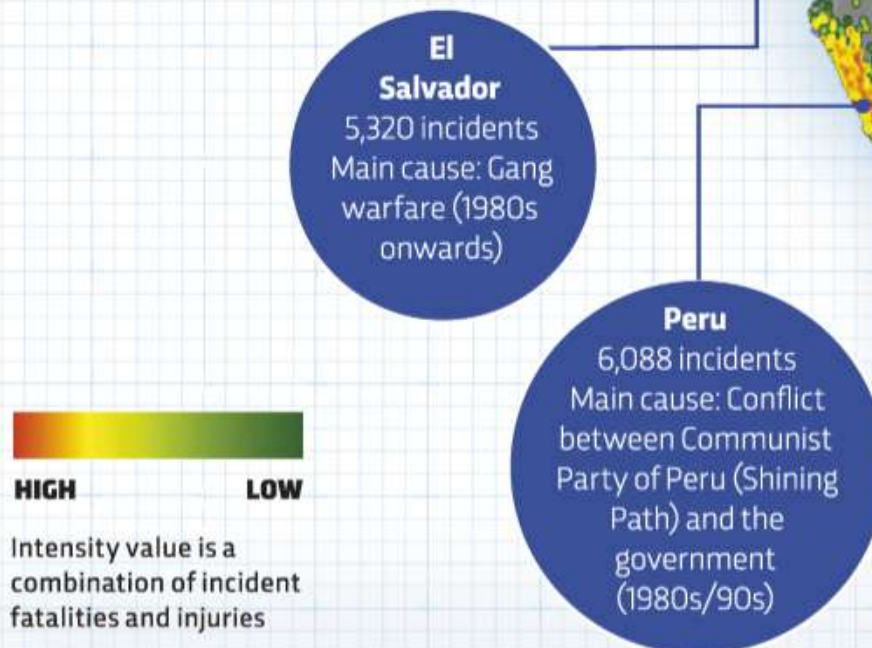 El
Salvador
5,320 incidents
Main cause: Gang
warfare (1980s
onwards)
Peru
6,088 incidents
Main cause: Conflict
between Communist
Party of Peru (Shining
Path) and the
government
(1980s/90s)
HIGH LOW
Intensity value is a
combination of incident
fatalities and injuries